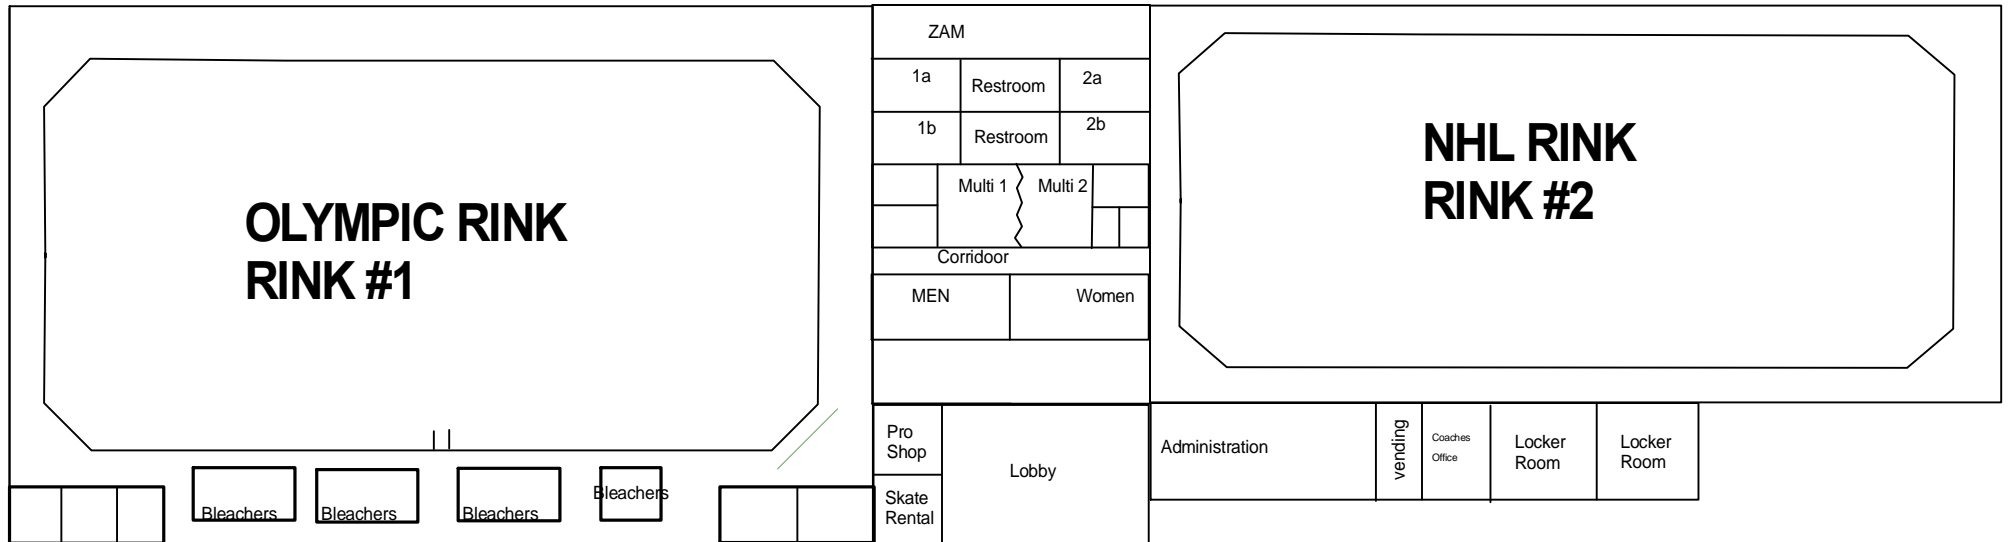 ZAM
1a
Restroom
2a
1b
Restroom
2b
Multi 1
Multi 2
OLYMPIC RINK
RINK #1
NHL RINK
RINK #2
Corridoor
MEN
Women
Pro
Shop
Lobby
Skate
Rental
Administration
vending
Coaches
Office
Locker
Room
Locker
Room
Bleachers
Bleachers
Bleachers
Bleachers